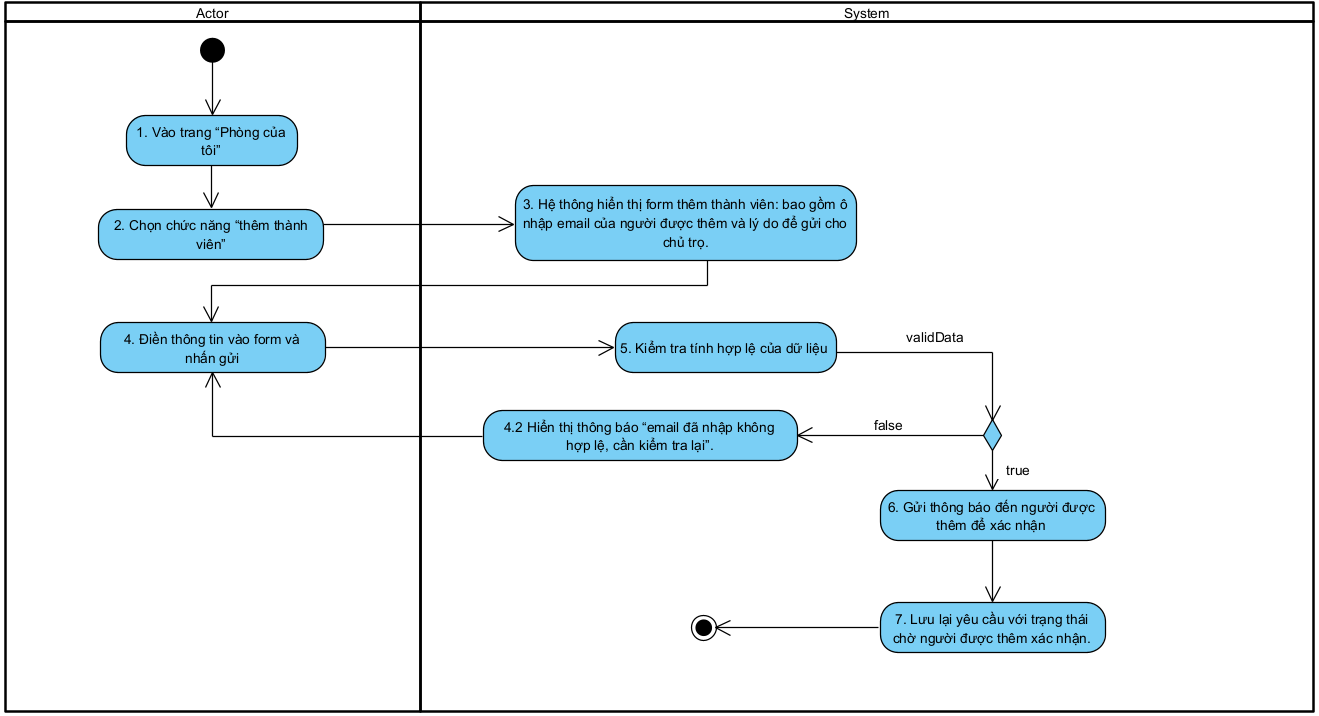 Actor
System
1. Vào trang “Phòng của
tôi”
2. Chọn chức năng “thêm thành
viên”
3. Hệ thông hiển thị form thêm thành viên: bao gồm ô
nhập email của người được thêm và lý do để gửi cho
chủ trọ.
4. Điền thông tin vào form và
nhấn gửi
5. Kiểm tra tính hợp lệ của dữ liệu
validData
4.2 Hiển thị thông báo “email đã nhập không
hợp lệ, cần kiểm tra lại”.
false
true
6. Gửi thông báo đến người được
thêm để xác nhận
7. Lưu lại yêu cầu với trạng thái
chờ người được thêm xác nhận.